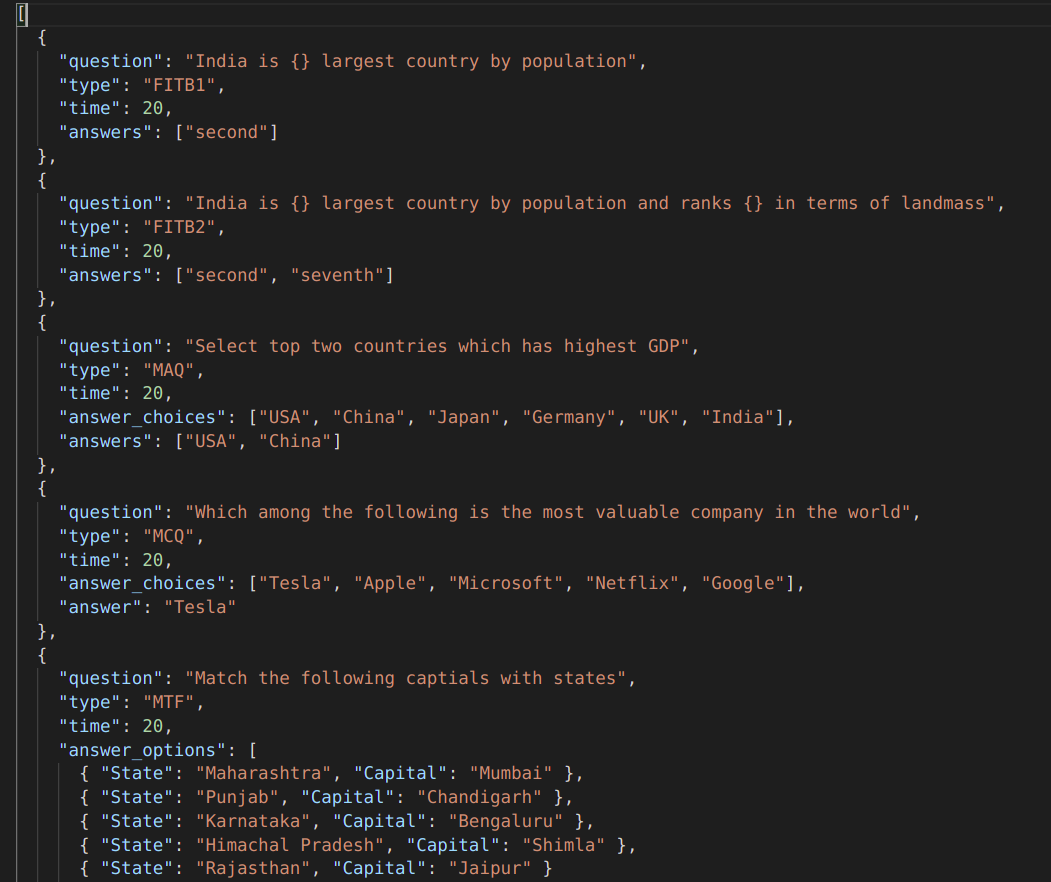 [
{
"question": "India is {} largest country by population",
"type": "FITB1",
"time": 20,
"answers": ["second"]
},
{
"question": "India is {} largest country by population and ranks {} in terms of landmass",
"type": "FITB2",
"time": 20,
"answers": ["second", "seventh"]
},
{
"question": "Select top two countries which has highest GDP",
"type": "MAQ",
"time": 20,
"answer_choices": ["USA", "China", "Japan", "Germany", "UK", "India"],
"answers": ["USA", "China"]
},
{
"question": "Which among the following is the most valuable company in the world",
"type": "MCQ",
"time": 20,
"answer_choices": ["Tesla", "Apple", "Microsoft", "Netflix", "Google"],
"answer": "Tesla"
},
{
"question": "Match the following captials with states",
"type": "MTF",
"time": 20,
"answer_options": [
{ "State": "Maharashtra", "Capital": "Mumbai" },
{ "State": "Punjab", "Capital": "Chandigarh" },
{ "State": "Karnataka", "Capital": "Bengaluru" },
{ "State": "Himachal Pradesh", "Capital": "Shimla" },
{ "State": "Rajasthan", "Capital": "Jaipur" }